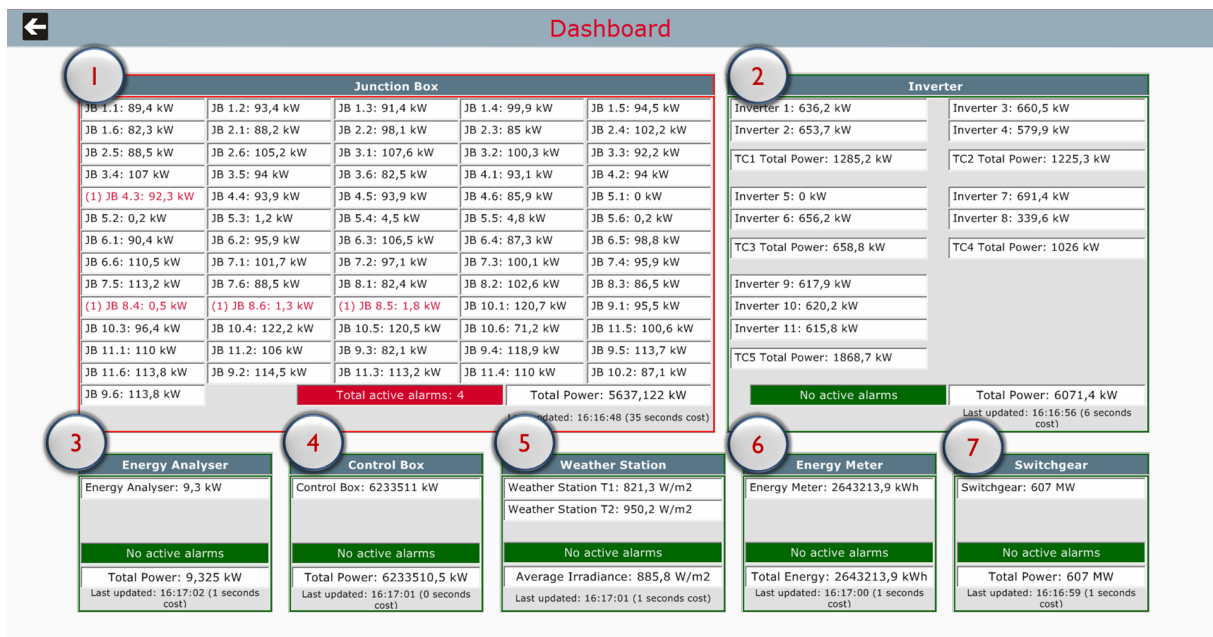 Dashboard
1
Junction Box
JB 1.1: 89,4 kW
JB 1.2: 93,4 kW
JB 1.3: 91,4 kW
JB 1.4: 99,9 kW
JB 1.5: 94,5 kW
JB 1.6: 82,3 kW
JB 2.1: 88,2 kW
JB 2.2: 98,1 kW
JB 2.3: 85 kW
JB 2.4: 102,2 kW
JB 2.5: 88,5 kW
JB 2.6: 105,2 kW
JB 3.1: 107,6 kW
JB 3.2: 100,3 kW
JB 3.3: 92,2 kW
JB 3.4: 107 kW
JB 3.5: 94 kW
JB 3.6: 82,5 kW
JB 4.1: 93,1 kW
JB 4.2: 94 kW
(1) JB 4.3: 92,3 kW
JB 4.4: 93,9 kW
JB 4.5: 93,9 kW
JB 4.6: 85,9 kW
JB 5.1: 0 kW
JB 5.2: 0,2 kW
JB 5.3: 1,2 kW
JB 5.4: 4,5 kW
JB 5.5: 4,8 kW
JB 5.6: 0,2 kW
JB 6.1: 90,4 kW
JB 6.2: 95,9 kW
JB 6.3: 106,5 kW
JB 6.4: 87,3 kW
JB 6.5: 98,8 kW
JB 6.6: 110,5 kW
JB 7.1: 101,7 kW
JB 7.2: 97,1 kW
JB 7.3: 100,1 kW
JB 7.4: 95,9 kW
JB 7.5: 113,2 kW
JB 7.6: 88,5 kW
JB 8.1: 82,4 kW
JB 8.2: 102,6 kW
JB 8.3: 86,5 kW
(1) JB 8.4: 0,5 kW
(1) JB 8.6: 1,3 kW
(1) JB 8.5: 1,8 kW
JB 10.1: 120,7 kW
JB 9.1: 95,5 kW
JB 10.3: 96,4 kW
JB 10.4: 122,2 kW
JB 10.5: 120,5 kW
JB 10.6: 71,2 kW
JB 11.5: 100,6 kW
JB 11.1: 110 kW
JB 11.2: 106 kW
JB 9.3: 82,1 kW
JB 9.4: 118,9 kW
JB 9.5: 113,7 kW
JB 11.6: 113,8 kW
JB 9.2: 114,5 kW
JB 11.3: 113,2 kW
JB 11.4: 110 kW
JB 10.2: 87,1 kW
JB 9.6: 113,8 kW
Total active alarms: 4
Total Power: 5637,122 kW
updated: 16:16:48 (35 seconds cost)
2
Inverter
Inverter 1: 636,2 kW
Inverter 3: 660,5 kW
Inverter 2: 653,7 kW
Inverter 4: 579,9 kW
TC1 Total Power: 1285,2 kW
TC2 Total Power: 1225,3 kW
Inverter 5: 0 kW
Inverter 7: 691,4 kW
Inverter 6: 656,2 kW
Inverter 8: 339,6 kW
TC3 Total Power: 658,8 kW
TC4 Total Power: 1026 kW
Inverter 9: 617,9 kW
Inverter 10: 620,2 kW
Inverter 11: 615,8 kW
TC5 Total Power: 1868,7 kW
No active alarms
Total Power: 6071,4 kW
Last updated: 16:16:56 (6 seconds
cost)
3
Energy Analyser
Energy Analyser: 9,3 kW
No active alarms
Total Power: 9,325 kW
Last updated: 16:17:02 (1 seconds
cost)
4
Control Box
Control Box: 6233511 kW
No active alarms
Total Power: 6233510,5 kW
Last updated: 16:17:01 (0 seconds
cost)
5
Weather Station
Weather Station T1: 821,3 W/m2
Weather Station T2: 950,2 W/m2
No active alarms
Average Irradiance: 885,8 W/m2
Last updated: 16:17:01 (1 seconds cost)
6
Energy Meter
Energy Meter: 2643213,9 kWh
No active alarms
Total Energy: 2643213,9 kWh
Last updated: 16:17:00 (1 seconds
cost)
7
Switchgear
Switchgear: 607 MW
No active alarms
Total Power: 607 MW
Last updated: 16:16:59 (1 seconds
cost)